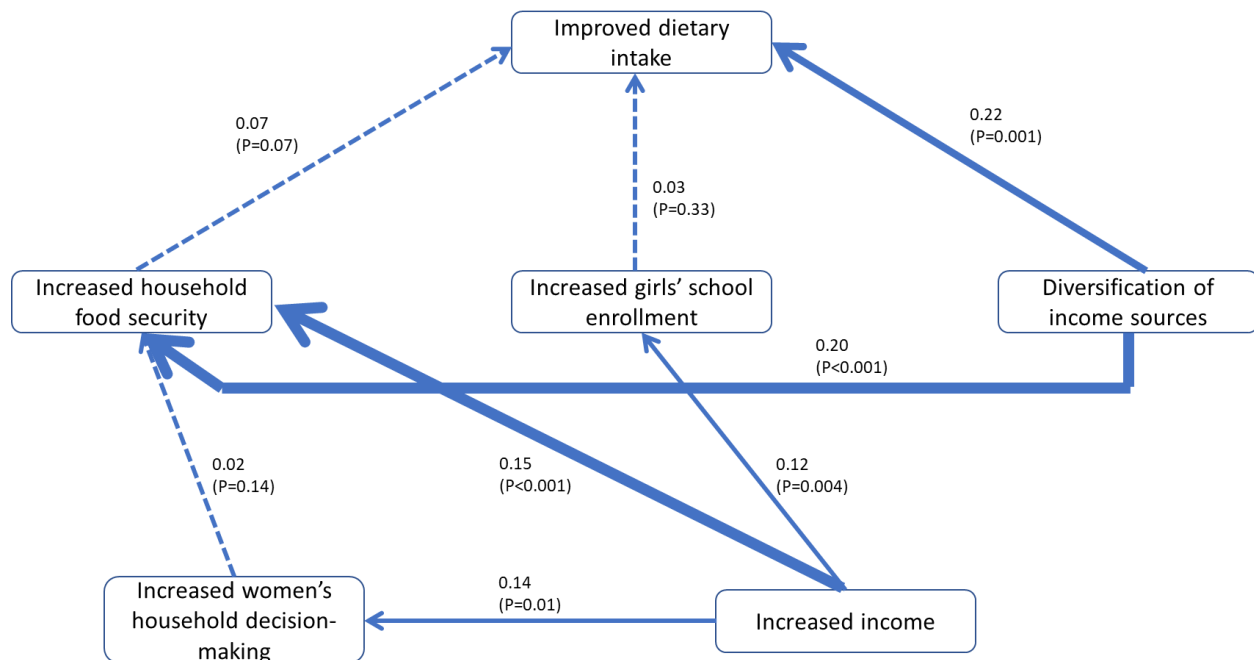 Improved dietary
intake
0.07
(P=0.07)
0.22
(P=0.001)
0.03
(P=0.33)
Increased household
food security
Increased girls’ school
enrollment
Diversification of
income sources
0.20
(P<0.001)
0.02
(P=0.14)
0.15
(P<0.001)
0.12
(P=0.004)
Increased women’s
household decision-
making
0.14
(P=0.01)
Increased income